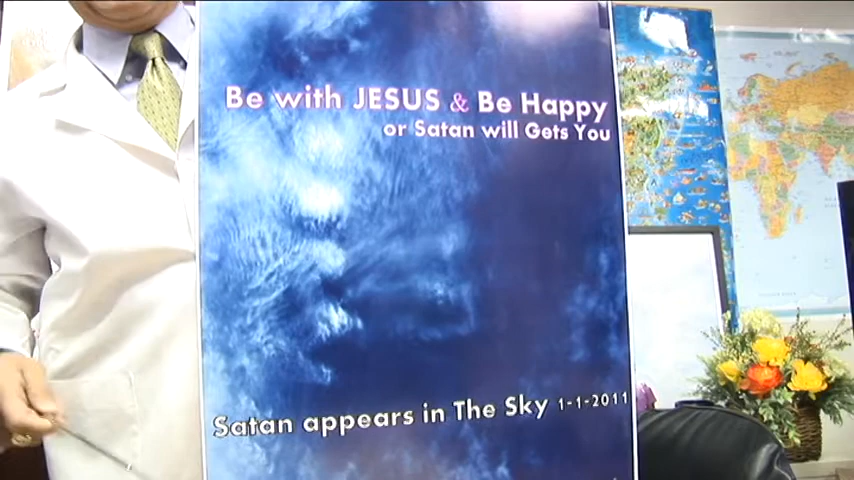 Be with JESUS & Be Happy
or Satan will Gets You
Satan appears in The Sky 1-1-2011